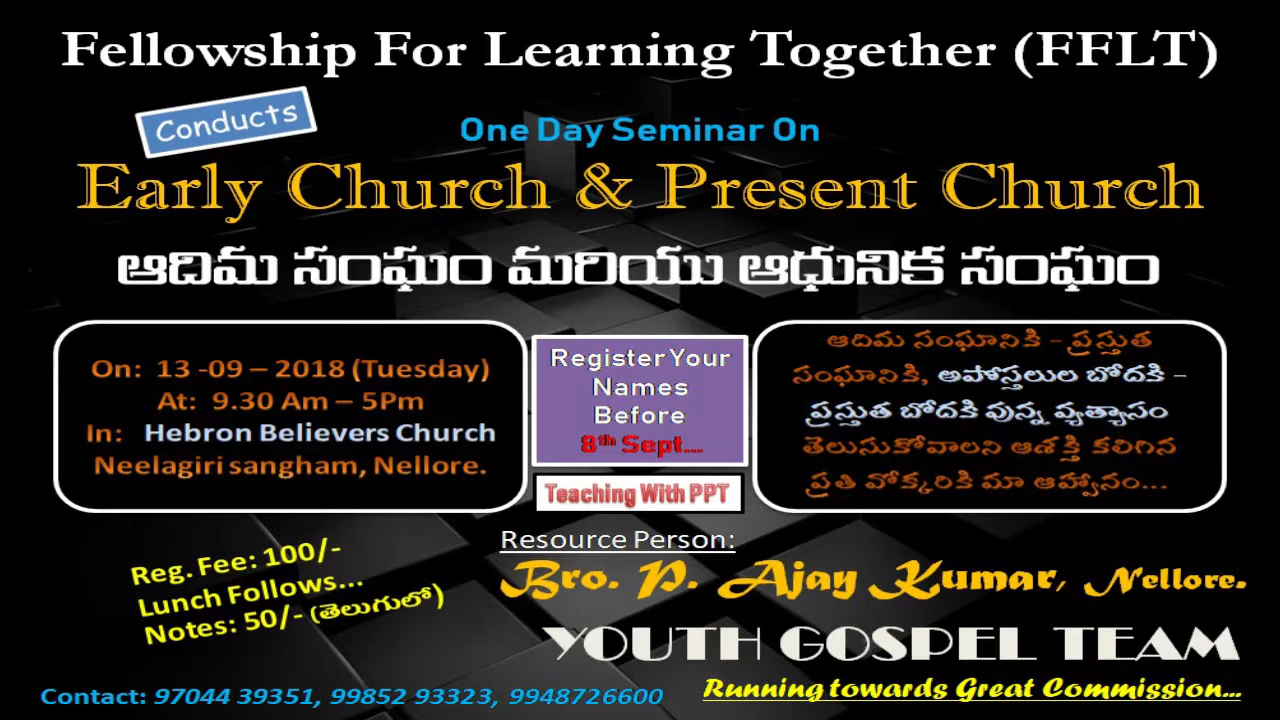 Fellowship For Learning Together (FFLT)
Conducts
One Day Seminar On
Early Church & Present Church
ఆదిమ సంఘం మరియు ఆధునిక సంఘం
On: 13 -09 – 2018 (Tuesday)
At: 9.30 Am – 5Pm
In: Hebron Believers Church
Neelagiri sangham, Nellore.
Register Your
Names
Before
8th Sept....
Teaching With PPT
ఆదిమ సంఘానికి – ప్రస్తుత
సంఘానికి, అపోస్తలుల బోదకి –
ప్రస్తుత బోదకి వున్న వ్యత్యాసం
తెలుసుకోవాలని ఆశక్తి కలిగిన
ప్రతి వోక్కరికి మా ఆహ్వానం...
Reg. Fee: 100/-
Lunch Follows...
Notes: 50/- (తెలుగులో)
Resource Person:
Bro. P. Ajay Kumar, Nellore.
YOUTH GOSPEL TEAM
Running towards Great Commission...
Contact: 97044 39351, 99852 93323, 9948726600